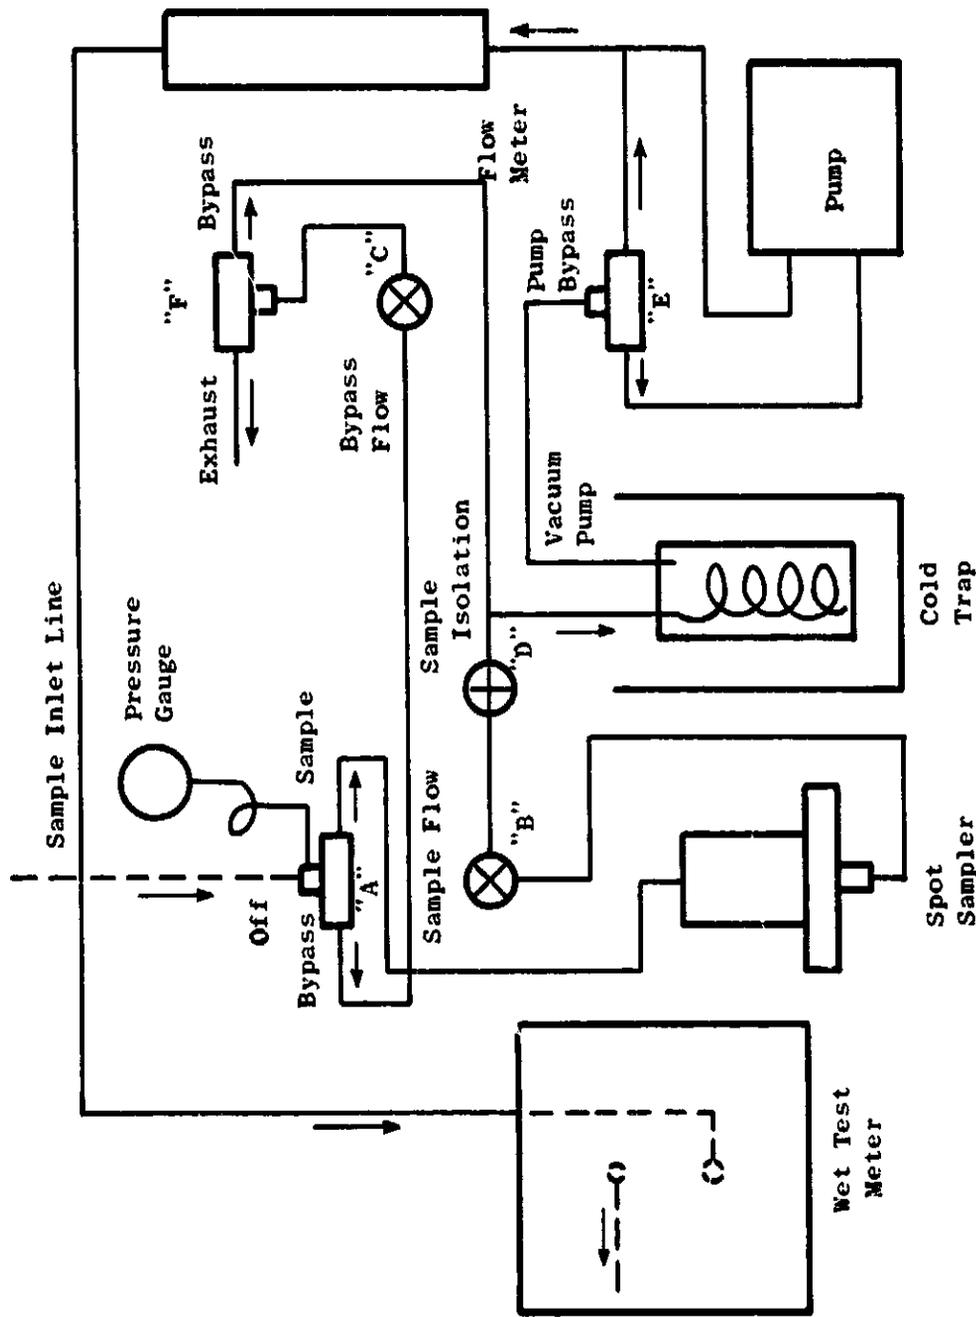 Sample Inlet Line
Pressure
Gauge
Off
Bypass
Sample
"A"
Exhaust
Bypass
"F"
Bypass
Flow
"C"
Flow
Meter
Sample Flow
"B"
Sample
Isolation
"D"
Vacuum
Pump
Pump
Bypass
"E"
Pump
Wet Test
Meter
Spot
Sampler
Cold
Trap